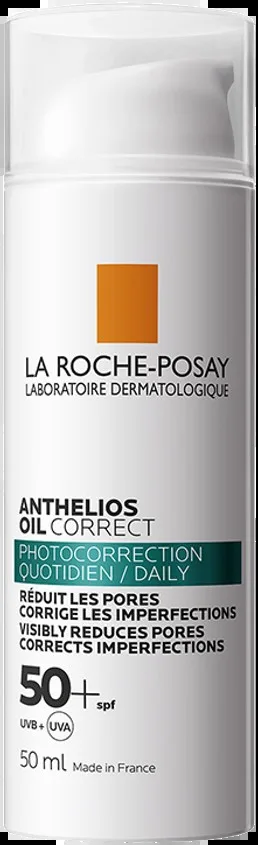 LA ROCHE-POSAY
LABORATOIRE DERMATOLOGIQUE
ANTHELIOS
OIL CORRECT
PHOTOCORRECTION
QUOTIDIEN / DAILY
RÉDUIT LES PORES
CORRIGE LES IMPERFECTIONS
VISIBLY REDUCES PORES
CORRECTS IMPERFECTIONS
50+ spf
UVB + UVA
50 ml Made in France